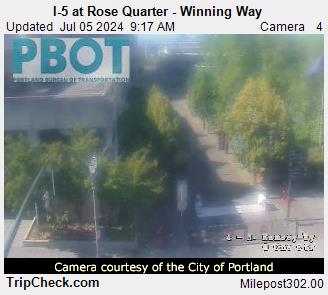 I-5 at Rose Quarter - Winning Way
Updated Jul 05 2024 9:17 AM Camera 4
PBOT
PORTLAND BUREAU OF TRANSPORTATION
Camera courtesy of the City of Portland
TripCheck.com Milepost302.00